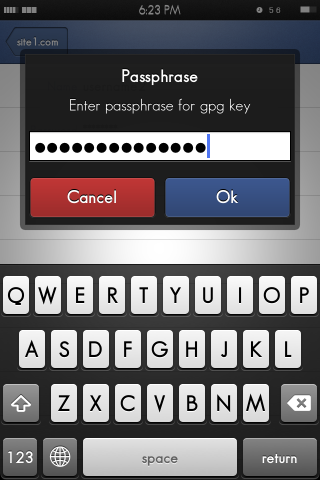 6:23 PM
58
site1.com
Passphrase
Enter passphrase for gpg key
●●●●●●●●●●●●●●
Cancel Ok
Q W E R T Y U I O P
A S D F G H J K L
Z X C V B N M
123 space return